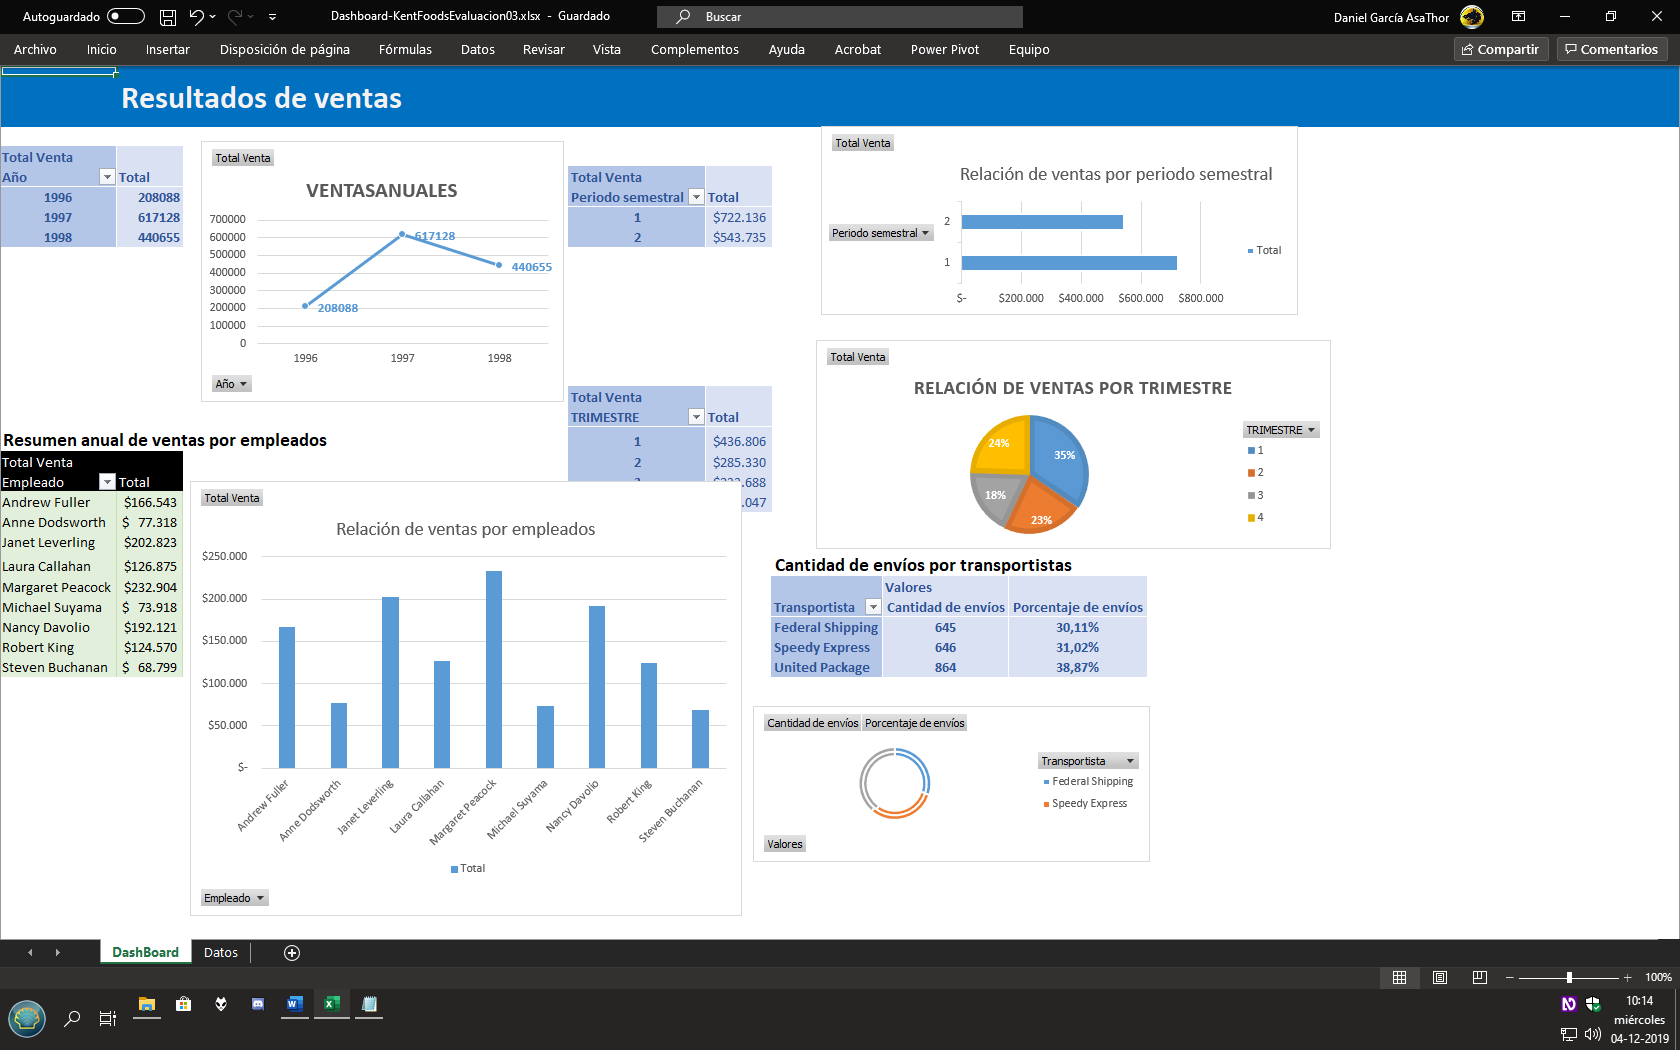 Autoguardado
Dashboard-KentFoodsEvaluacion03.xlsx - Guardado
Buscar
Daniel García AsaThor
Archivo Inicio Insertar Disposición de página Fórmulas Datos Revisar Vista Complementos Ayuda Acrobat Power Pivot Equipo
Compartir Comentarios
Resultados de ventas
Total Venta
Año Total
1996 208088
1997 617128
1998 440655
Total Venta
VENTASANUALES
700000
600000
500000
400000
300000
200000
100000
0
617128
440655
208088
1996 1997 1998
Año
Total Venta
Periodo semestral Total
1 $722.136
2 $543.735
Total Venta
Relación de ventas por periodo semestral
Periodo semestral
2
1
Total
$- $200.000 $400.000 $600.000 $800.000
Total Venta
TRIMESTRE Total
1 $436.806
2 $285.330
.688
.047
Total Venta
RELACIÓN DE VENTAS POR TRIMESTRE
24%
35%
18%
23%
TRIMESTRE
1
2
3
4
Resumen anual de ventas por empleados
Total Venta
Empleado Total
Andrew Fuller $166.543
Anne Dodsworth $ 77.318
Janet Leverling $202.823
Laura Callahan $126.875
Margaret Peacock $232.904
Michael Suyama $ 73.918
Nancy Davolio $192.121
Robert King $124.570
Steven Buchanan $ 68.799
Total Venta
Relación de ventas por empleados
$250.000
$200.000
$150.000
$100.000
$50.000
$-
Andrew Fuller
Anne Dodsworth
Janet Leverling
Laura Callahan
Margaret Peacock
Michael Suyama
Nancy Davolio
Robert King
Steven Buchanan
Total
Empleado
Cantidad de envíos por transportistas
Valores
Transportista Cantidad de envíos Porcentaje de envíos
Federal Shipping 645 30,11%
Speedy Express 646 31,02%
United Package 864 38,87%
Cantidad de envíos Porcentaje de envíos
Transportista
Federal Shipping
Speedy Express
Valores
DashBoard Datos
100%
10:14
miércoles
04-12-2019